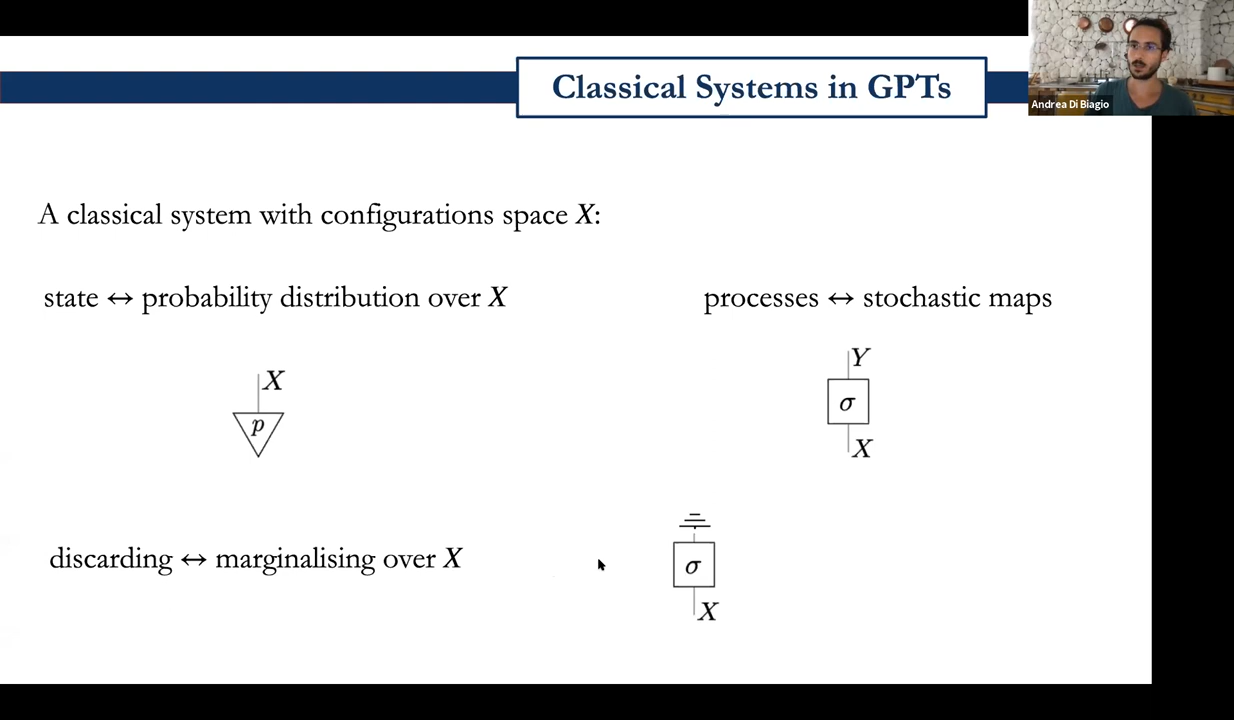 Classical Systems in GPTs
Andrea Di Biagio
A classical system with configurations space X:
state ↔ probability distribution over X
processes ↔ stochastic maps
X
p
Y
σ
X
discarding ↔ marginalising over X
σ
X